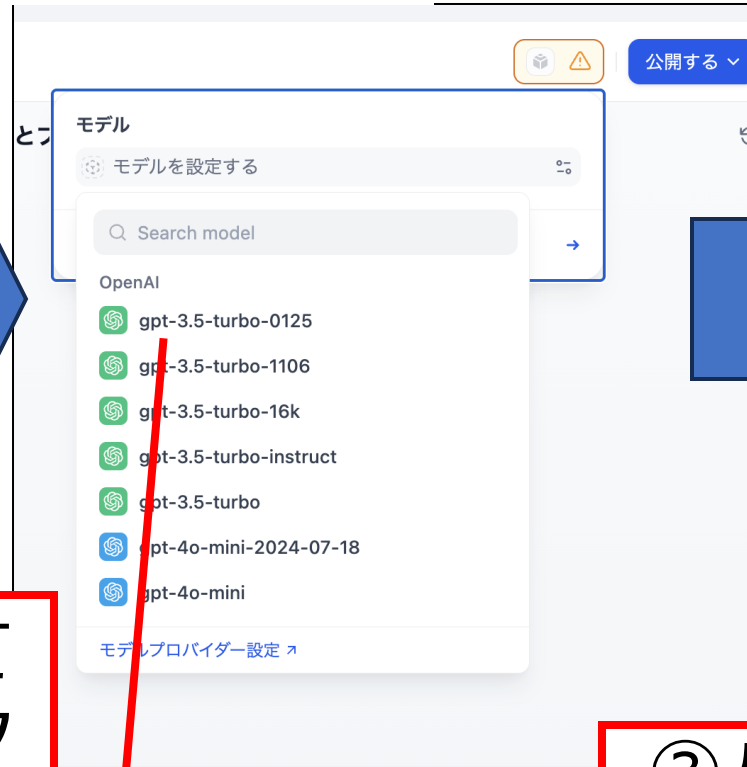 公開する
とフ
モデル
モデルを設定する
Search model
OpenAI
gpt-3.5-turbo-0125
gpt-3.5-turbo-1106
gpt-3.5-turbo-16k
gpt-3.5-turbo-instruct
gpt-3.5-turbo
gpt-4o-mini-2024-07-18
gpt-4o-mini
モデルプロバイダー設定